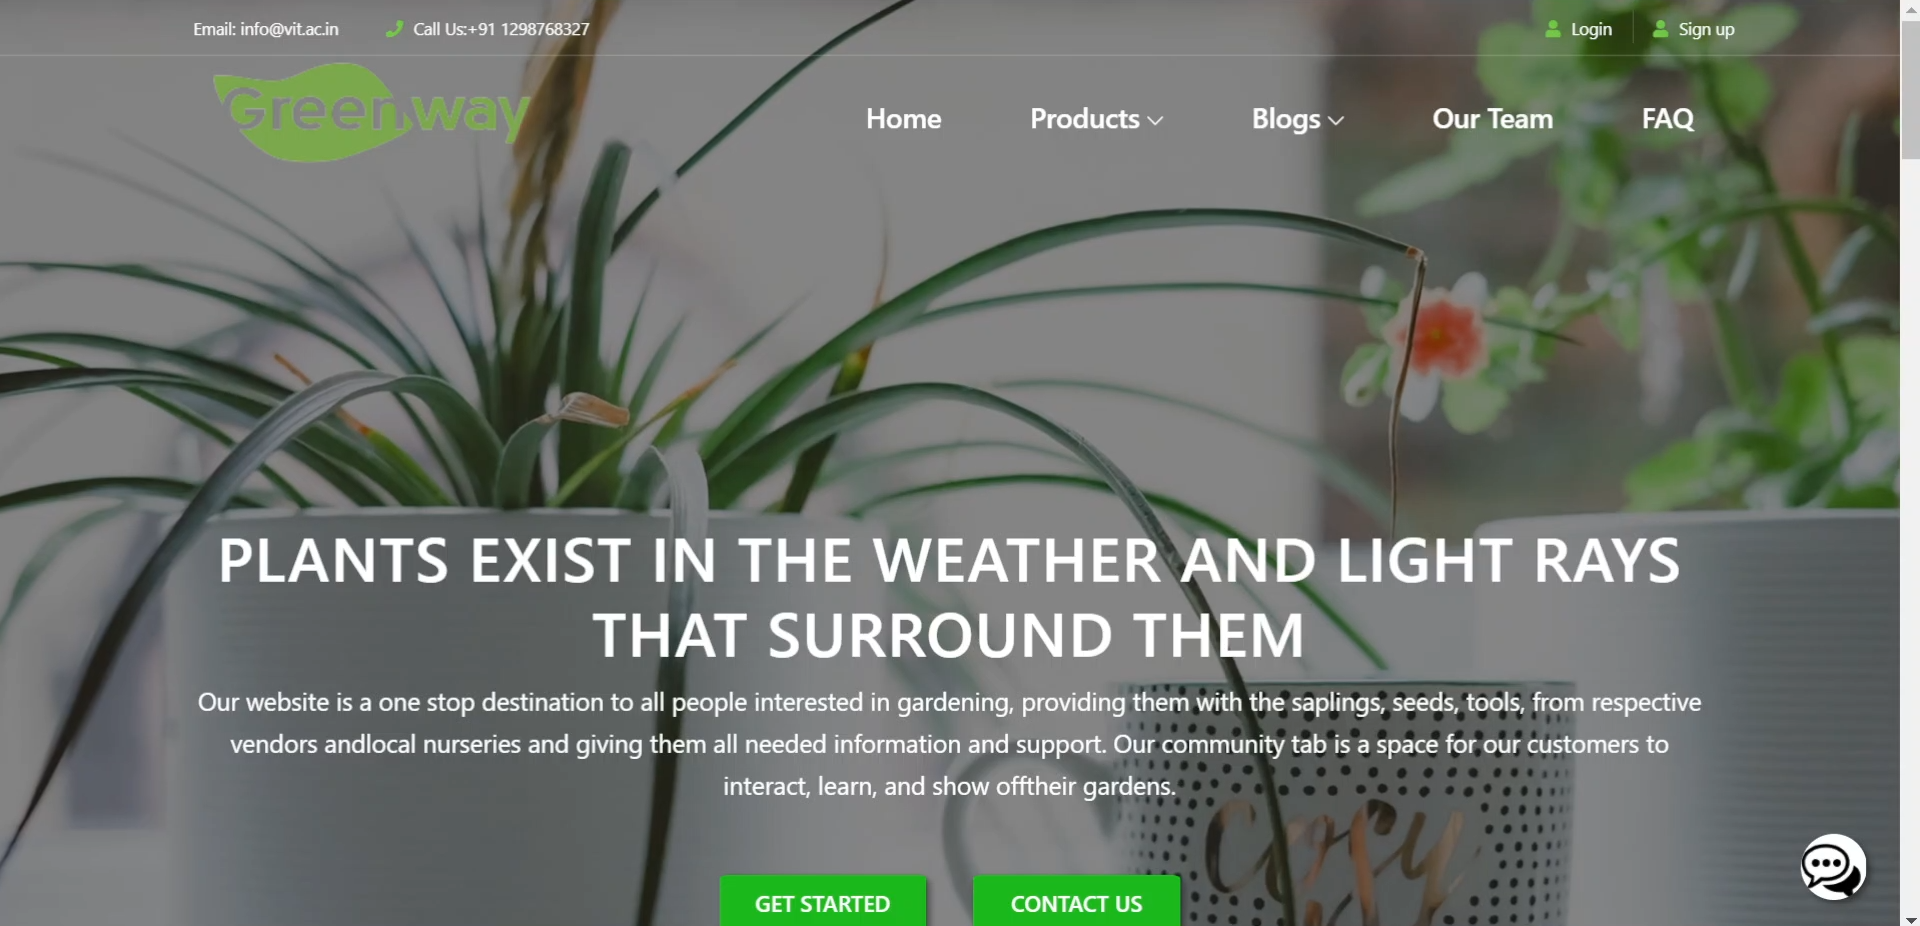 Email: info@vit.ac.in
Call Us:+91 1298768327
Login
Sign up
Greenway
Home
Products
Blogs
Our Team
FAQ
PLANTS EXIST IN THE WEATHER AND LIGHT RAYS
THAT SURROUND THEM
Our website is a one stop destination to all people interested in gardening, providing them with the saplings, seeds, tools, from respective
vendors andlocal nurseries and giving them all needed information and support. Our community tab is a space for our customers to
interact, learn, and show offtheir gardens.
cosy
GET STARTED
CONTACT US